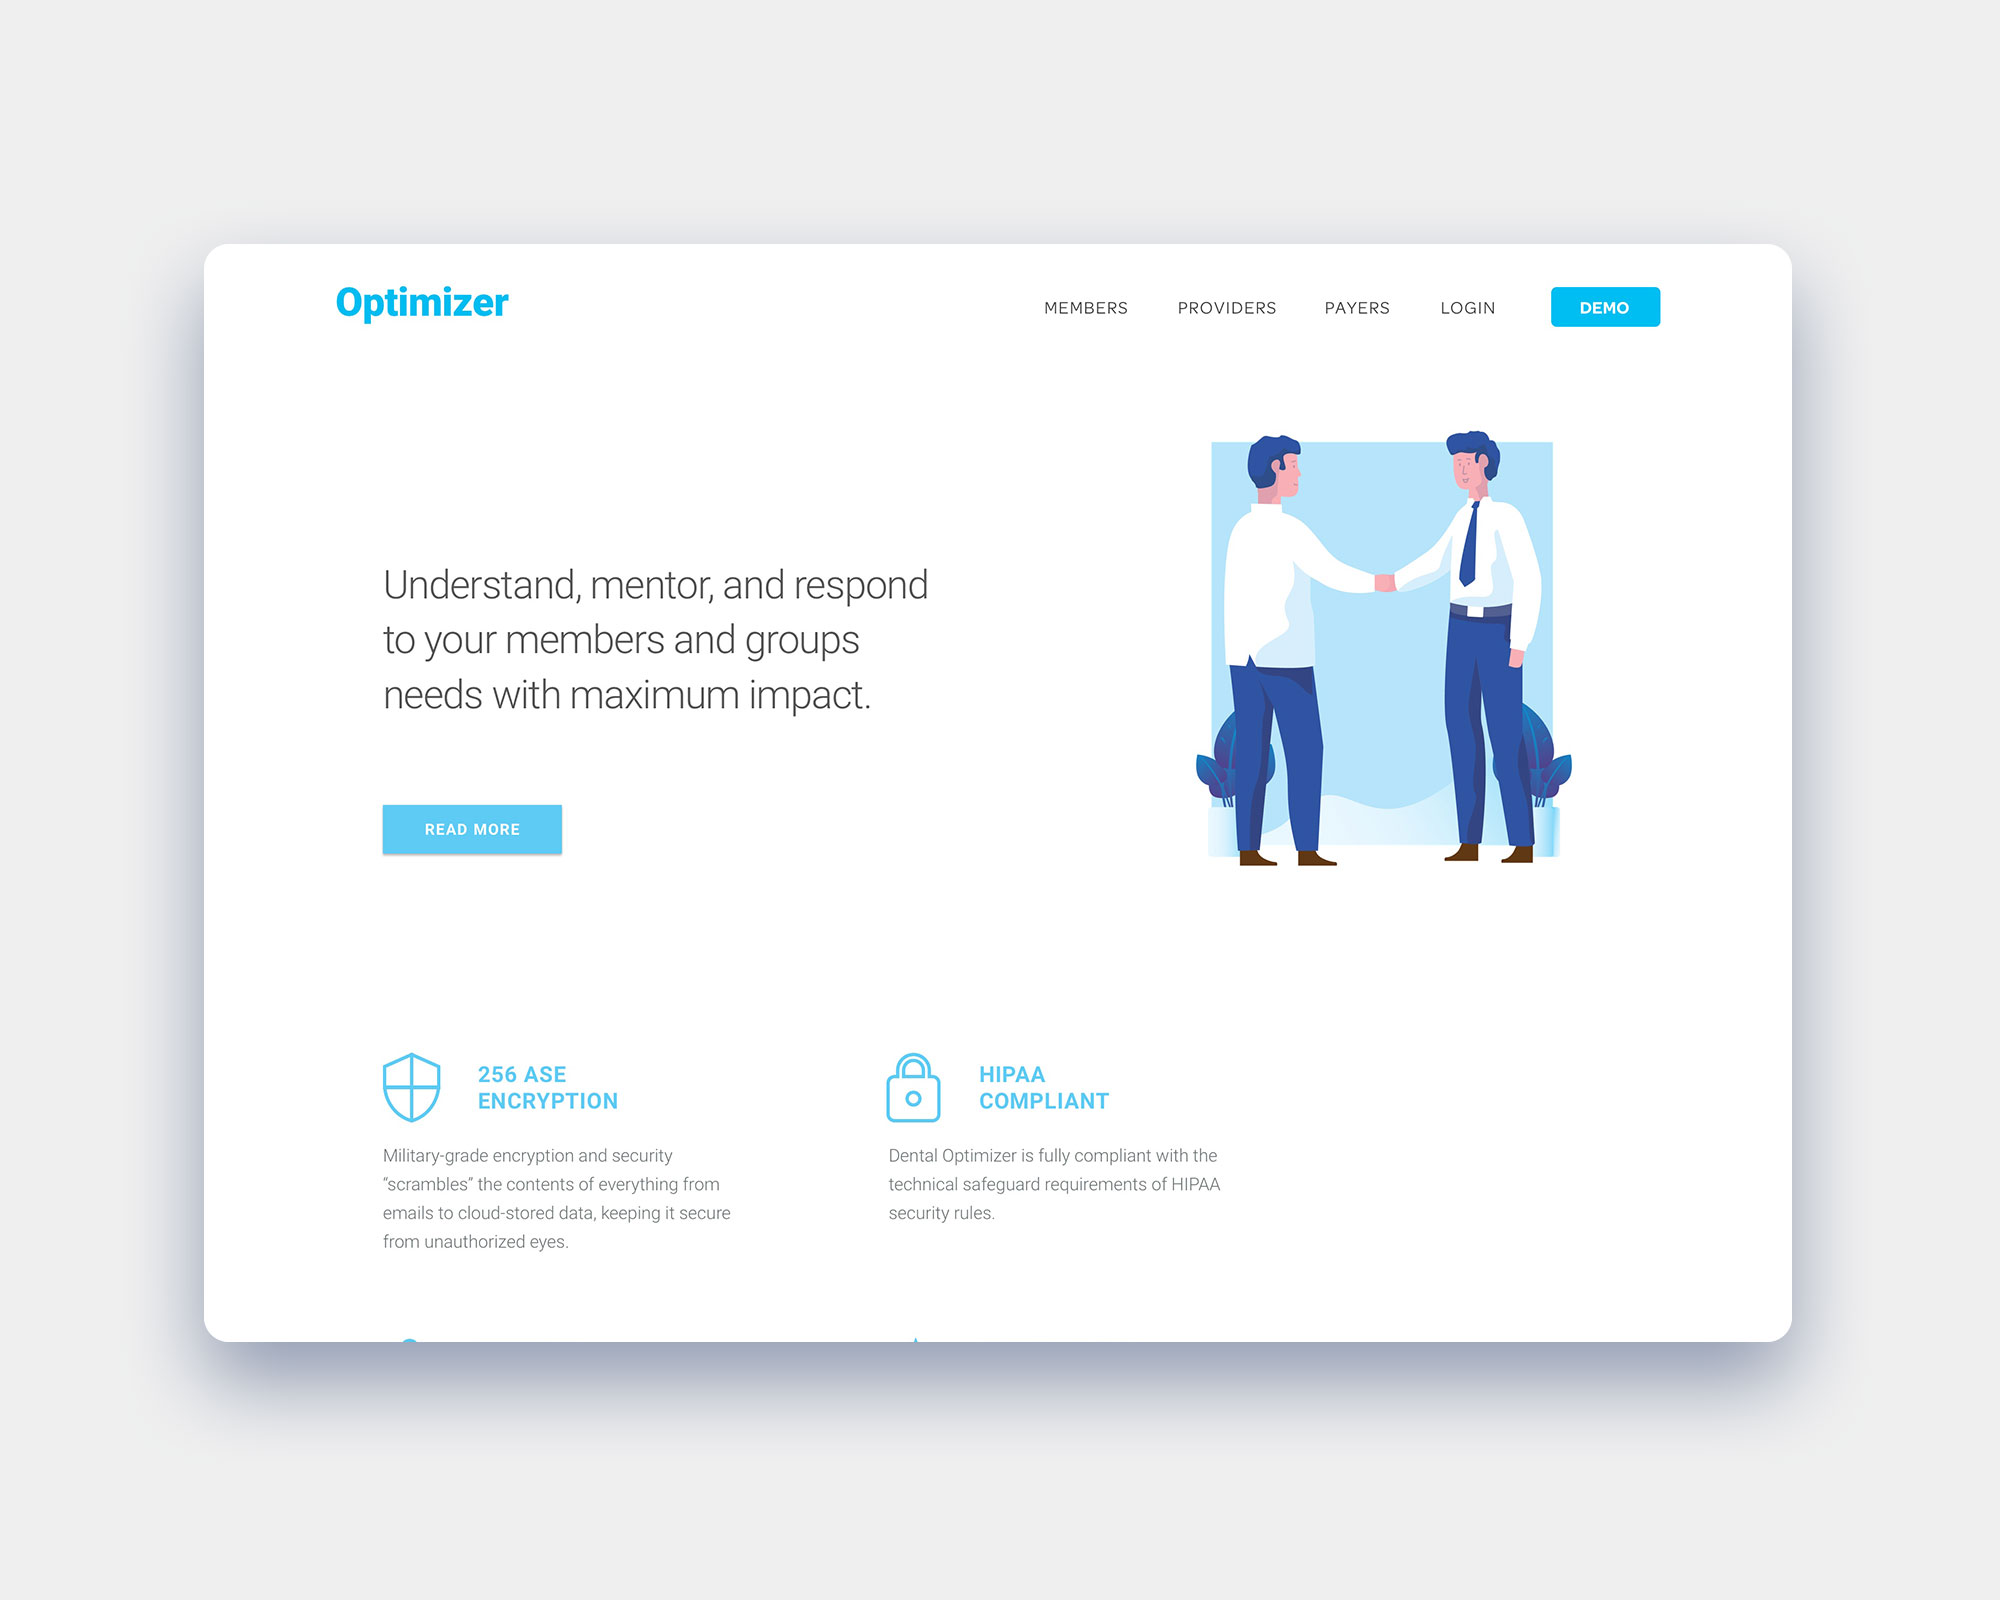 Optimizer
MEMBERS
PROVIDERS
PAYERS
LOGIN
DEMO
Understand, mentor, and respond
to your members and groups
needs with maximum impact.
READ MORE
256 ASE
ENCRYPTION
Military-grade encryption and security
“scrambles” the contents of everything from
emails to cloud-stored data, keeping it secure
from unauthorized eyes.
HIPAA
COMPLIANT
Dental Optimizer is fully compliant with the
technical safeguard requirements of HIPAA
security rules.